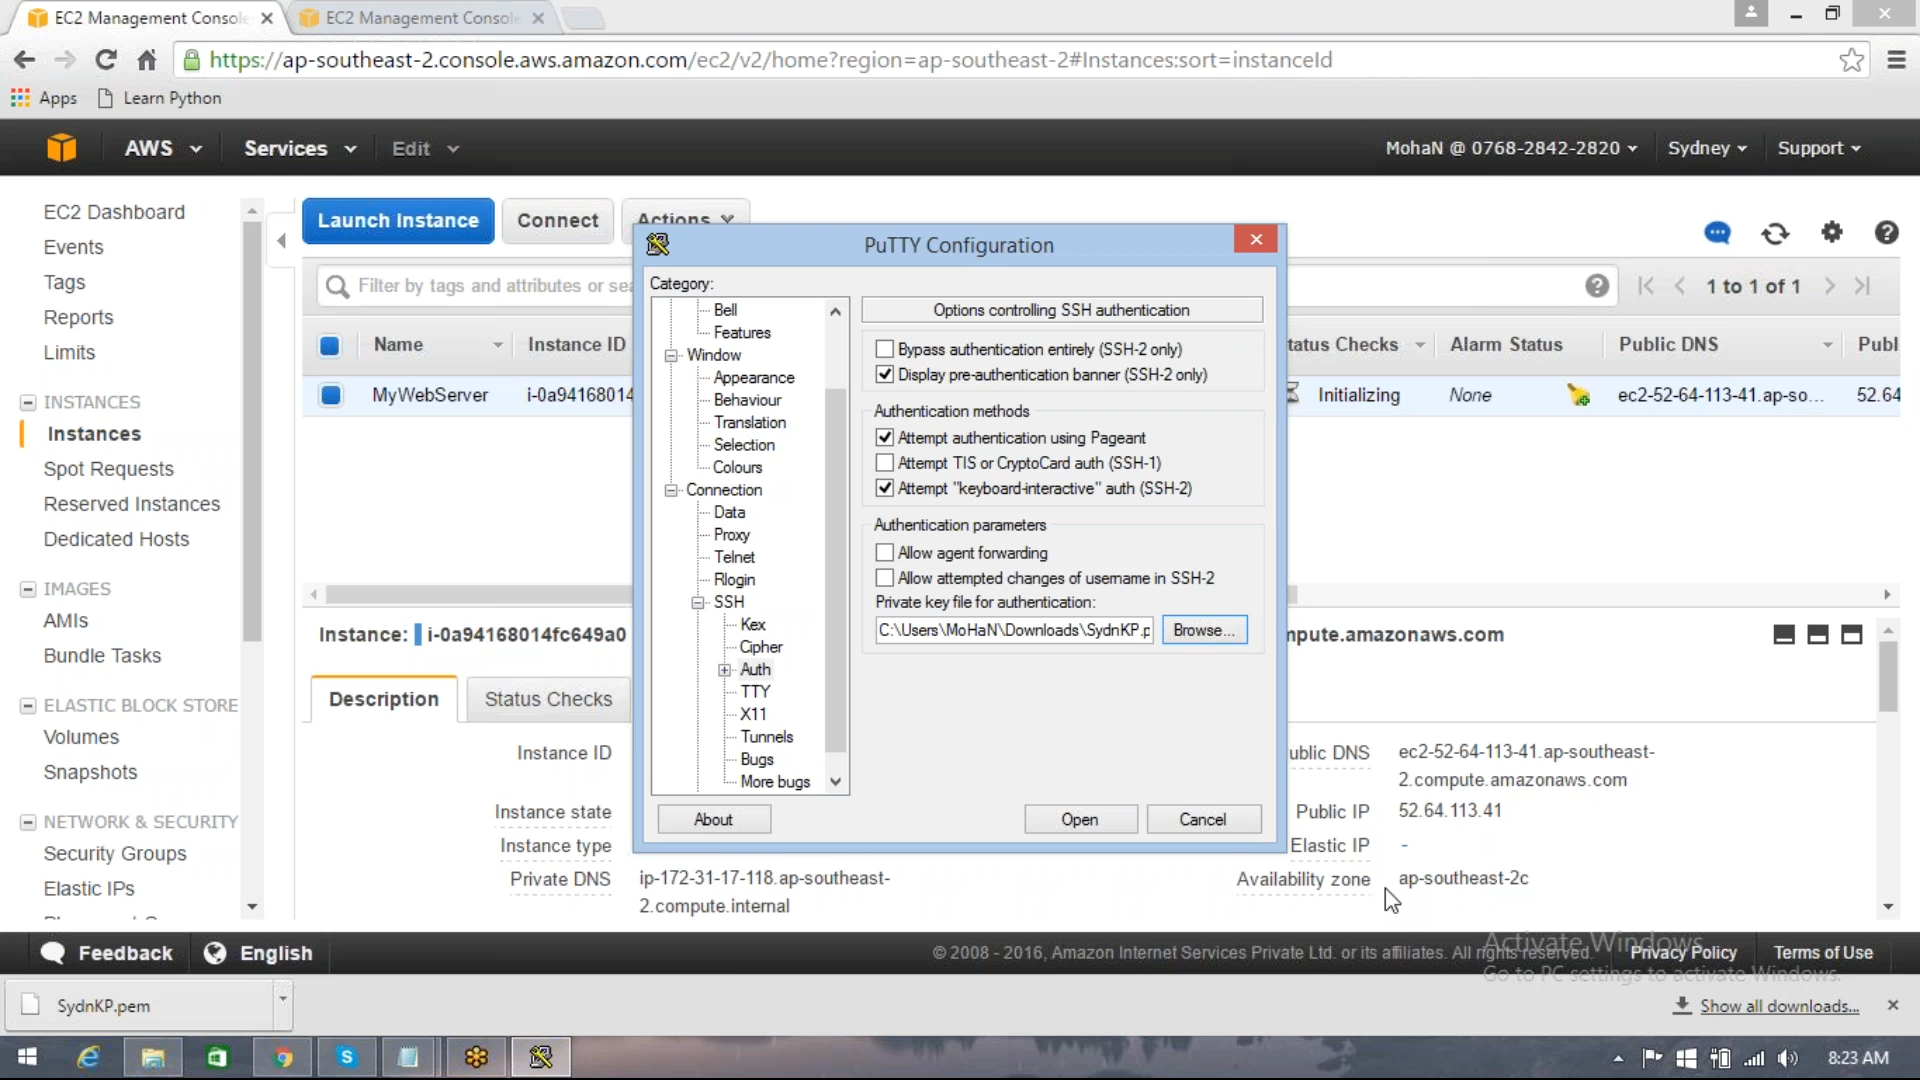 EC2 Management Console
EC2 Management Console
https://ap-southeast-2.console.aws.amazon.com/ec2/v2/home?region=ap-southeast-2#Instances:sort=instanceId
Apps
Learn Python
AWS
Services
Edit
MohaN @ 0768-2842-2820
Sydney
Support
EC2 Dashboard
Events
Tags
Reports
Limits
INSTANCES
Instances
Spot Requests
Reserved Instances
Dedicated Hosts
IMAGES
AMIs
Bundle Tasks
ELASTIC BLOCK STORE
Volumes
Snapshots
NETWORK & SECURITY
Security Groups
Elastic IPs
Launch Instance
Connect
Actions
Filter by tags and attributes or sea
1 to 1 of 1
Name
Instance ID
tatus Checks
Alarm Status
Public DNS
Publ
MyWebServer
i-0a94168014
Initializing
None
ec2-52-64-113-41.ap-so...
52.64
PuTTY Configuration
Category:
Bell
Features
Window
Appearance
Behaviour
Translation
Selection
Colours
Connection
Data
Proxy
Telnet
Rlogin
SSH
Kex
Cipher
Auth
TTY
X11
Tunnels
Bugs
More bugs
Options controlling SSH authentication
Bypass authentication entirely (SSH-2 only)
Display pre-authentication banner (SSH-2 only)
Authentication methods
Attempt authentication using Pageant
Attempt TIS or CryptoCard auth (SSH-1)
Attempt "keyboard-interactive" auth (SSH-2)
Authentication parameters
Allow agent forwarding
Allow attempted changes of username in SSH-2
Private key file for authentication:
C:\Users\MoHaN\Downloads\SydnKP.p
Browse...
About
Open
Cancel
Instance: i-0a94168014fc649a0
mpute.amazonaws.com
Description
Status Checks
Instance ID
Instance state
Instance type
Private DNS
ip-172-31-17-118.ap-southeast-
2.compute.internal
ublic DNS
ec2-52-64-113-41.ap-southeast-
2.compute.amazonaws.com
Public IP
52.64.113.41
Elastic IP
-
Availability zone
ap-southeast-2c
Feedback
English
© 2008 - 2016, Amazon Internet Services Private Ltd. or its affiliates. All rights reserved.
Privacy Policy
Terms of Use
Activate Windows
Go to PC settings to activate Windows.
SydnKP.pem
Show all downloads...
8:23 AM